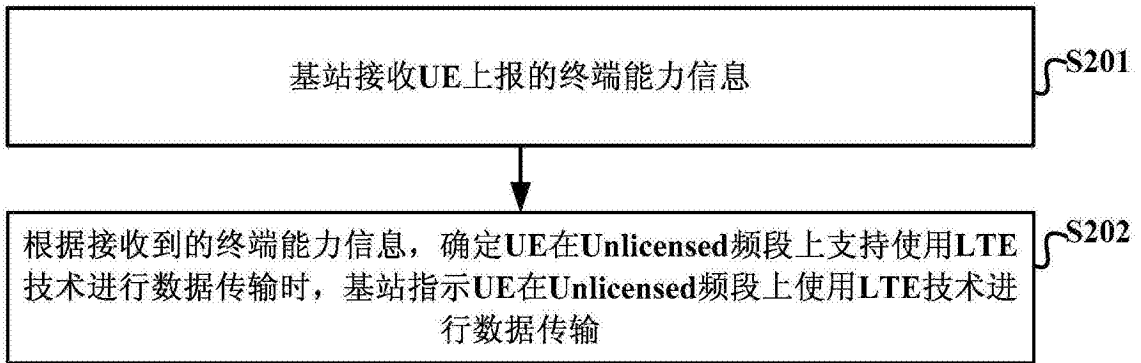 基站接收UE上报的终端能力信息
S201
根据接收到的终端能力信息，确定UE在Unlicensed频段上支持使用LTE
技术进行数据传输时，基站指示UE在Unlicensed频段上使用LTE技术进
行数据传输
S202